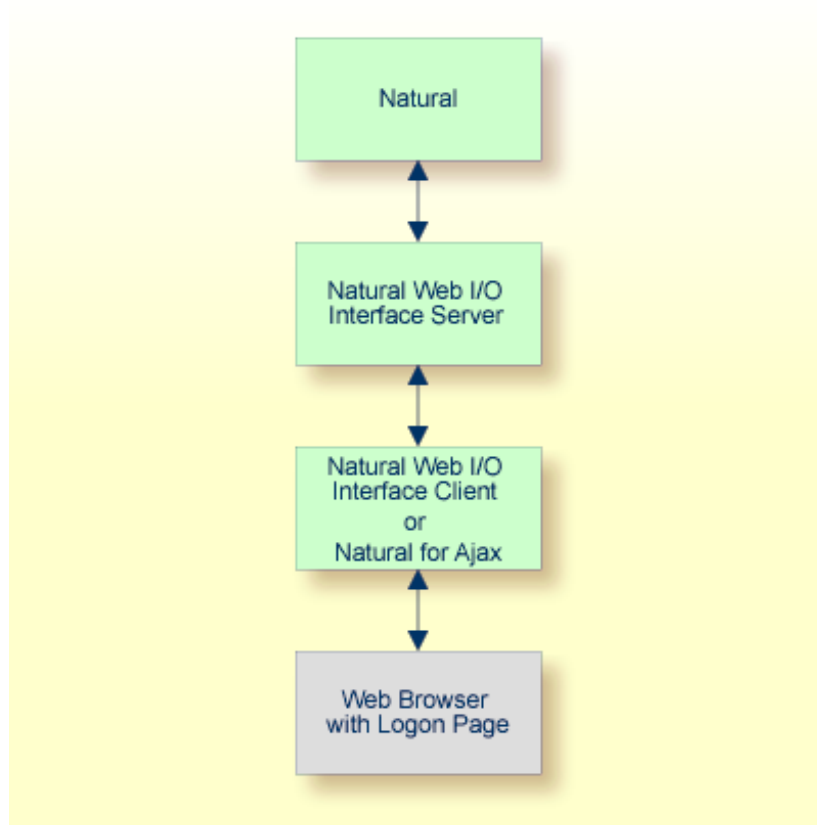 Natural
Natural Web I/O
Interface Server
Natural Web I/O
Interface Client
or
Natural for Ajax
Web Browser
with Logon Page